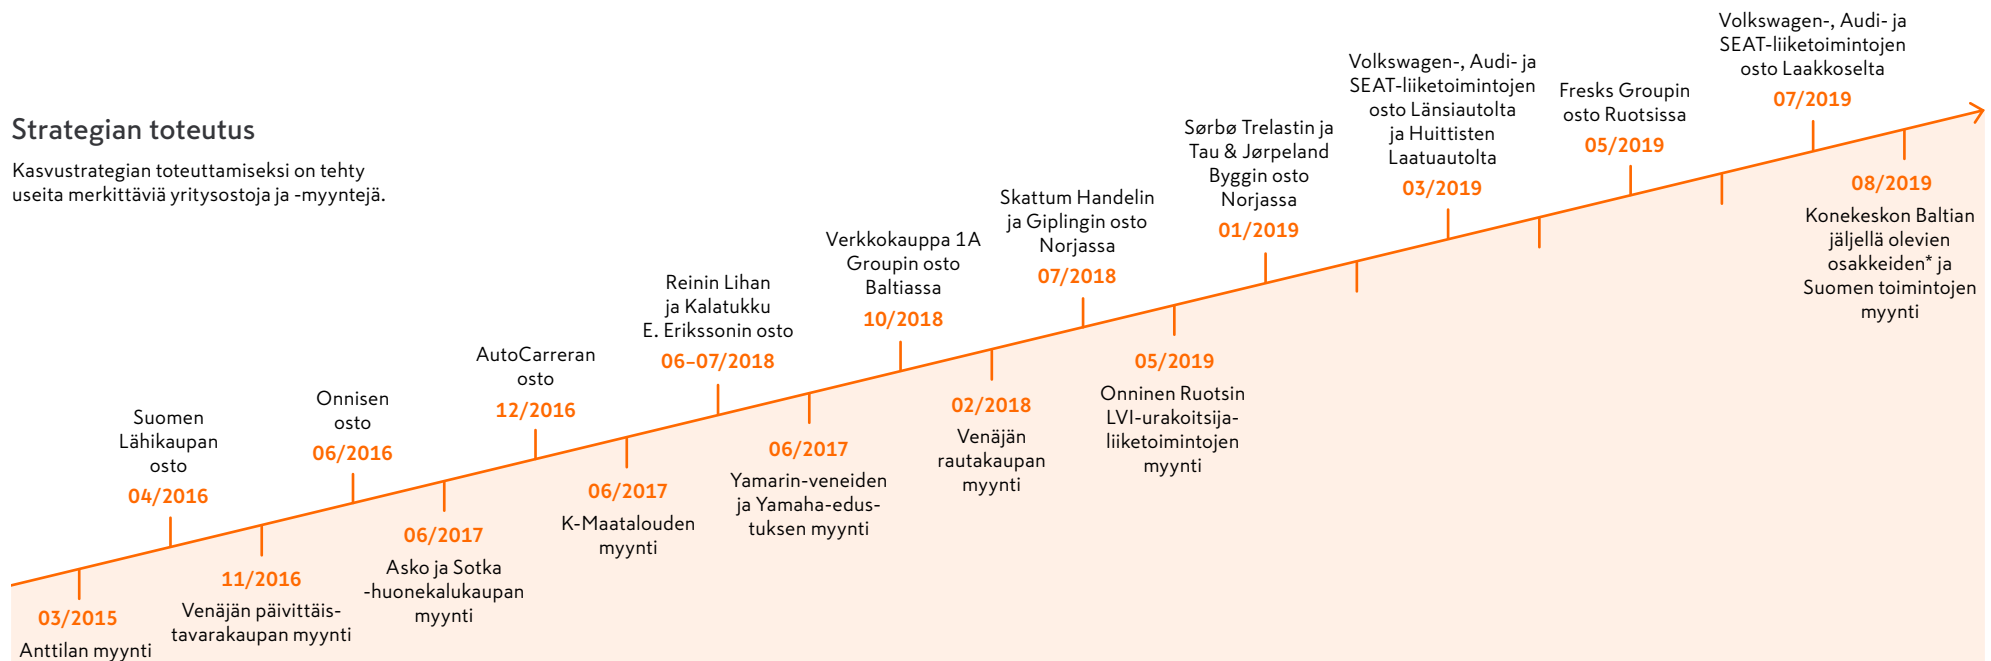 Strategian toteutus
Kasvustrategian toteuttamiseksi on tehty
useita merkittäviä yritysostoja ja -myyntejä.
03/2015
Anttilan myynti
Suomen
Lähikaupan
osto
04/2016
11/2016
Venäjän päivittäis-
tavarakaupan myynti
Onnisen
osto
06/2016
06/2017
Asko ja Sotka
-huonekalukaupan
myynti
AutoCarreran
osto
12/2016
06/2017
K-Maatalouden
myynti
Reinin Lihan
ja Kalatukku
E. Erikssonin osto
06–07/2018
06/2017
Yamarin-veneiden
ja Yamaha-edus-
tuksen myynti
Verkkokauppa 1A
Groupin osto
Baltiassa
10/2018
02/2018
Venäjän
rautakaupan
myynti
Skattum Handelin
ja Giplingin osto
Norjassa
07/2018
05/2019
Onninen Ruotsin
LVI-urakoitsija-
liiketoimintojen
myynti
Sørbø Trelastin ja
Tau & Jørpeland
Byggin osto
Norjassa
01/2019
Volkswagen-, Audi- ja
SEAT-liiketoimintojen
osto Länsiautolta
ja Huittisten
Laatuautolta
03/2019
Fresks Groupin
osto Ruotsissa
05/2019
Volkswagen-, Audi- ja
SEAT-liiketoimintojen
osto Laakkoselta
07/2019
08/2019
Konekeskon Baltian
jäljellä olevien
osakkeiden* ja
Suomen toimintojen
myynti